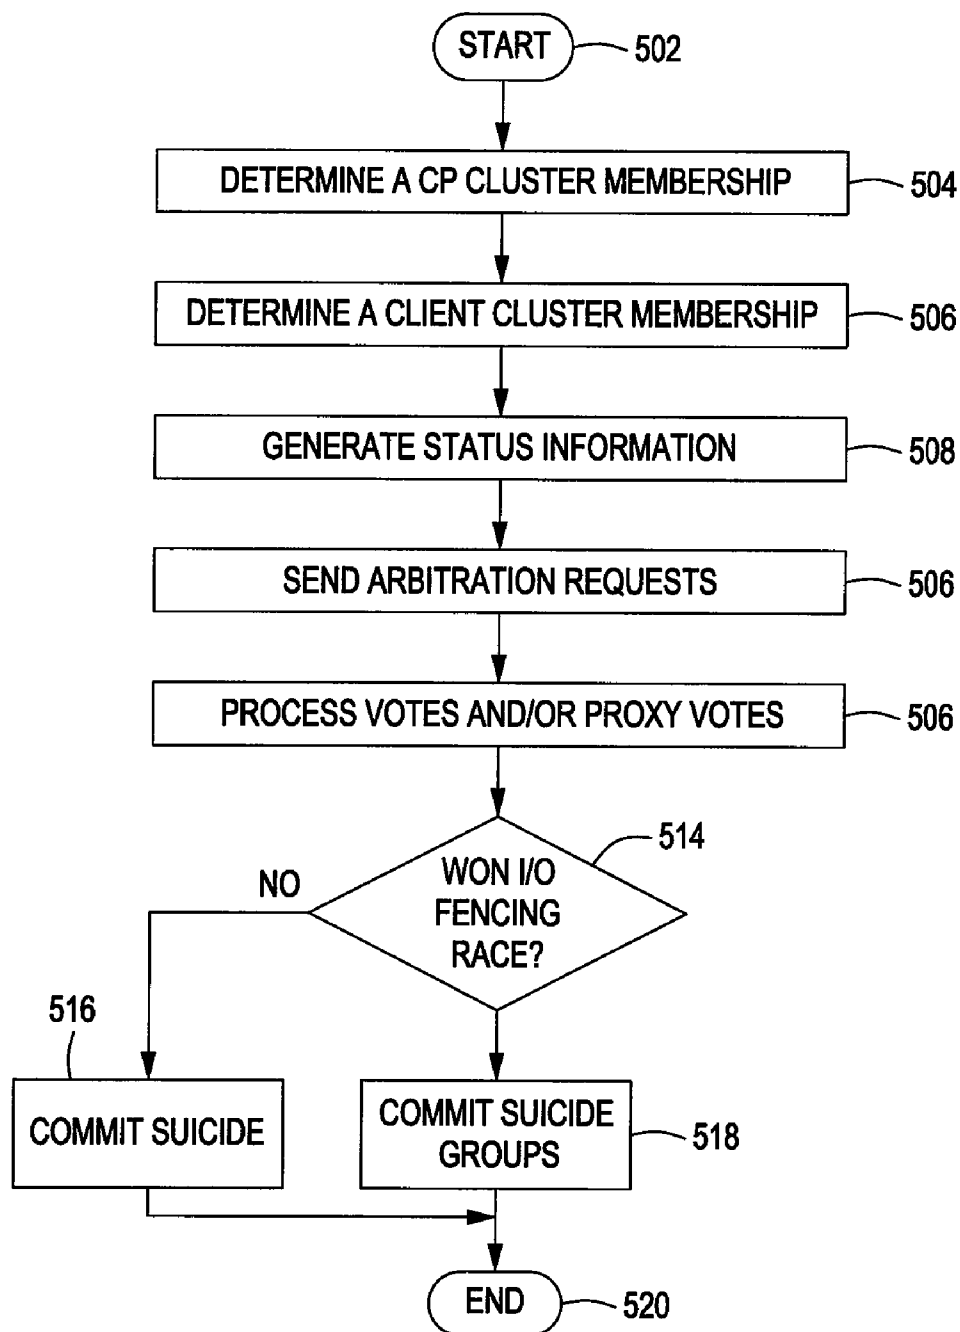 START
502
DETERMINE A CP CLUSTER MEMBERSHIP
504
DETERMINE A CLIENT CLUSTER MEMBERSHIP
506
GENERATE STATUS INFORMATION
508
SEND ARBITRATION REQUESTS
506
PROCESS VOTES AND/OR PROXY VOTES
506
514
WON I/O
FENCING
RACE?
NO
516
COMMIT SUICIDE
COMMIT SUICIDE
GROUPS
518
END
520